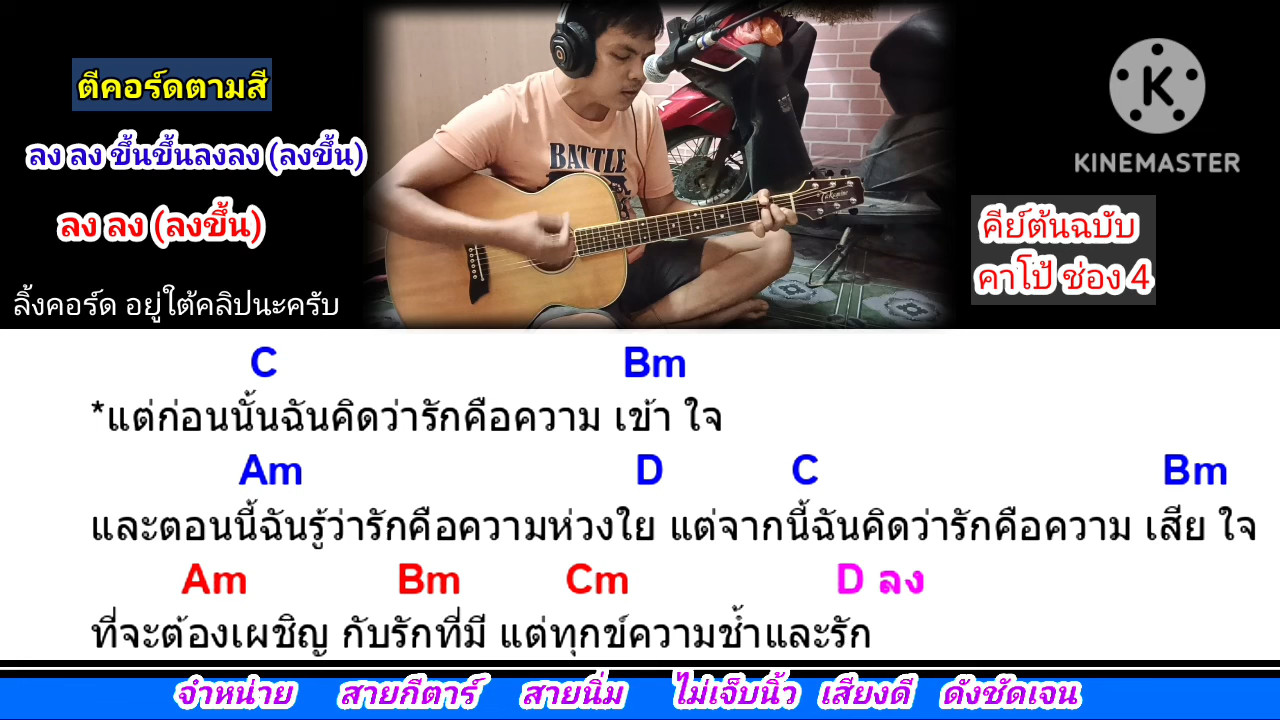 ตีคอร์ดตามสี
ลง ลง ขึ้นขึ้นลงลง (ลงขึ้น)
ลง ลง (ลงขึ้น)
ลิ้งคอร์ด อยู่ใต้คลิปนะครับ
BATTLE
Takamine
K
KINEMASTER
คีย์ต้นฉบับ
คาโป้ ช่อง 4
C Bm
*แต่ก่อนนั้นฉันคิดว่ารักคือความ เข้า ใจ
Am D C Bm
และตอนนี้ฉันรู้ว่ารักคือความห่วงใย แต่จากนี้ฉันคิดว่ารักคือความ เสีย ใจ
Am Bm Cm D ลง
ที่จะต้องเผชิญ กับรักที่มี แต่ทุกข์ความช้ำและรัก
จำหน่าย สายกีตาร์ สายนิ่ม ไม่เจ็บนิ้ว เสียงดี ดังชัดเจน